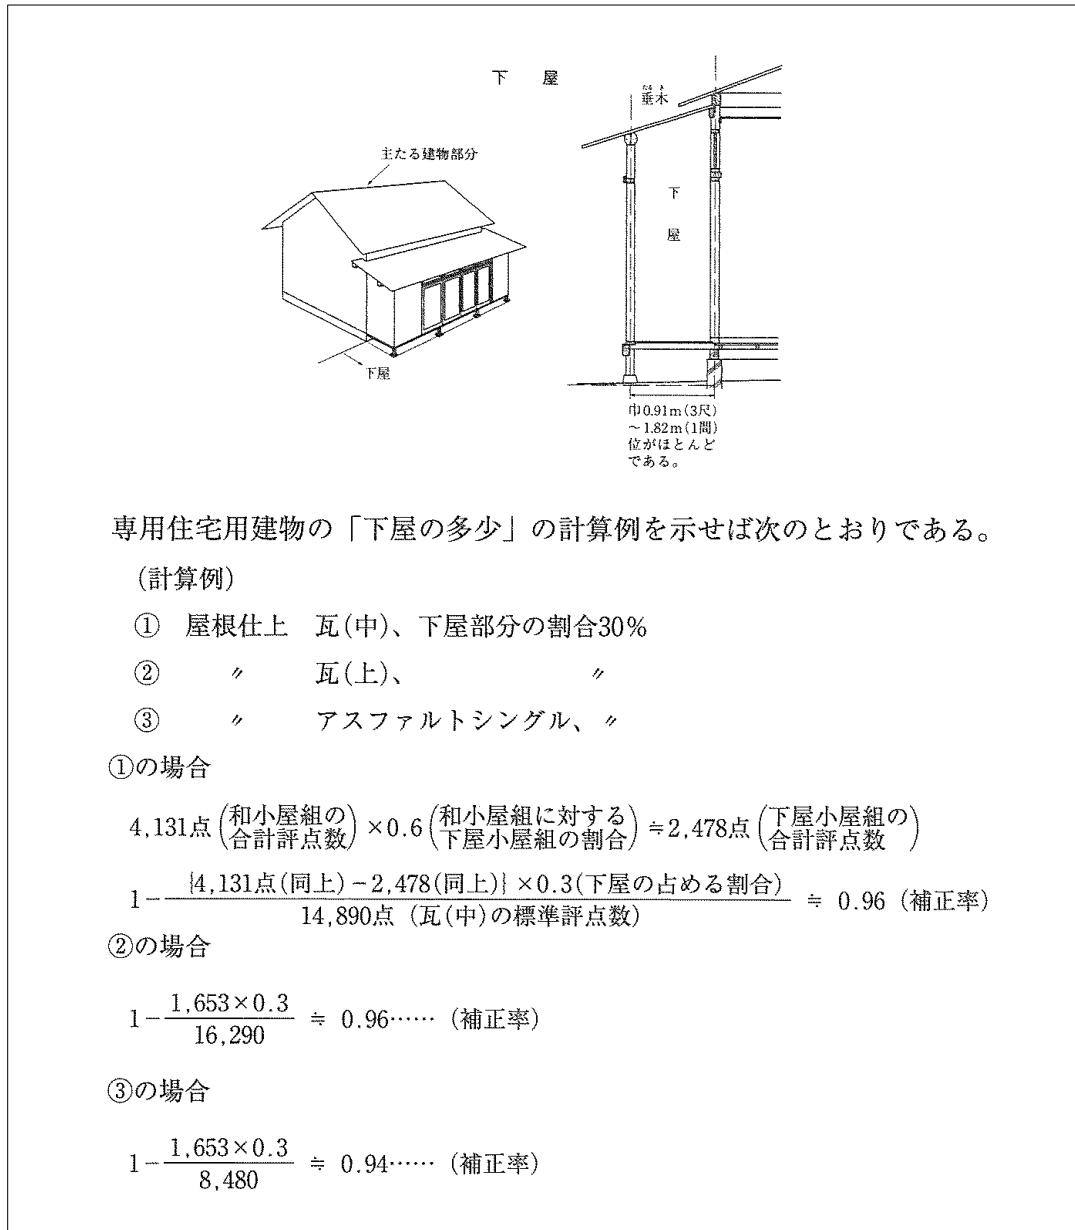 下　屋
垂木
たるき
主たる建物部分
下
屋
下屋
巾0.91m(3尺)
～1.82m(1間)
位がほとんど
である。
専用住宅用建物の「下屋の多少」の計算例を示せば次のとおりである。
(計算例)
①　屋根仕上　瓦(中)、下屋部分の割合30%
②　〃　瓦(上)、　〃
③　〃　アスファルトシングル、〃
①の場合
4,131点(和小屋組の合計評点数)×0.6(和小屋組に対する下屋小屋組の割合)≒2,478点(下屋小屋組の合計評点数)
1－{4,131点(同上)－2,478(同上)}×0.3(下屋の占める割合)/14,890点（瓦(中)の標準評点数）≒ 0.96（補正率）
②の場合
1－1,653×0.3/16,290 ≒ 0.96……（補正率）
③の場合
1－1,653×0.3/8,480 ≒ 0.94……（補正率）